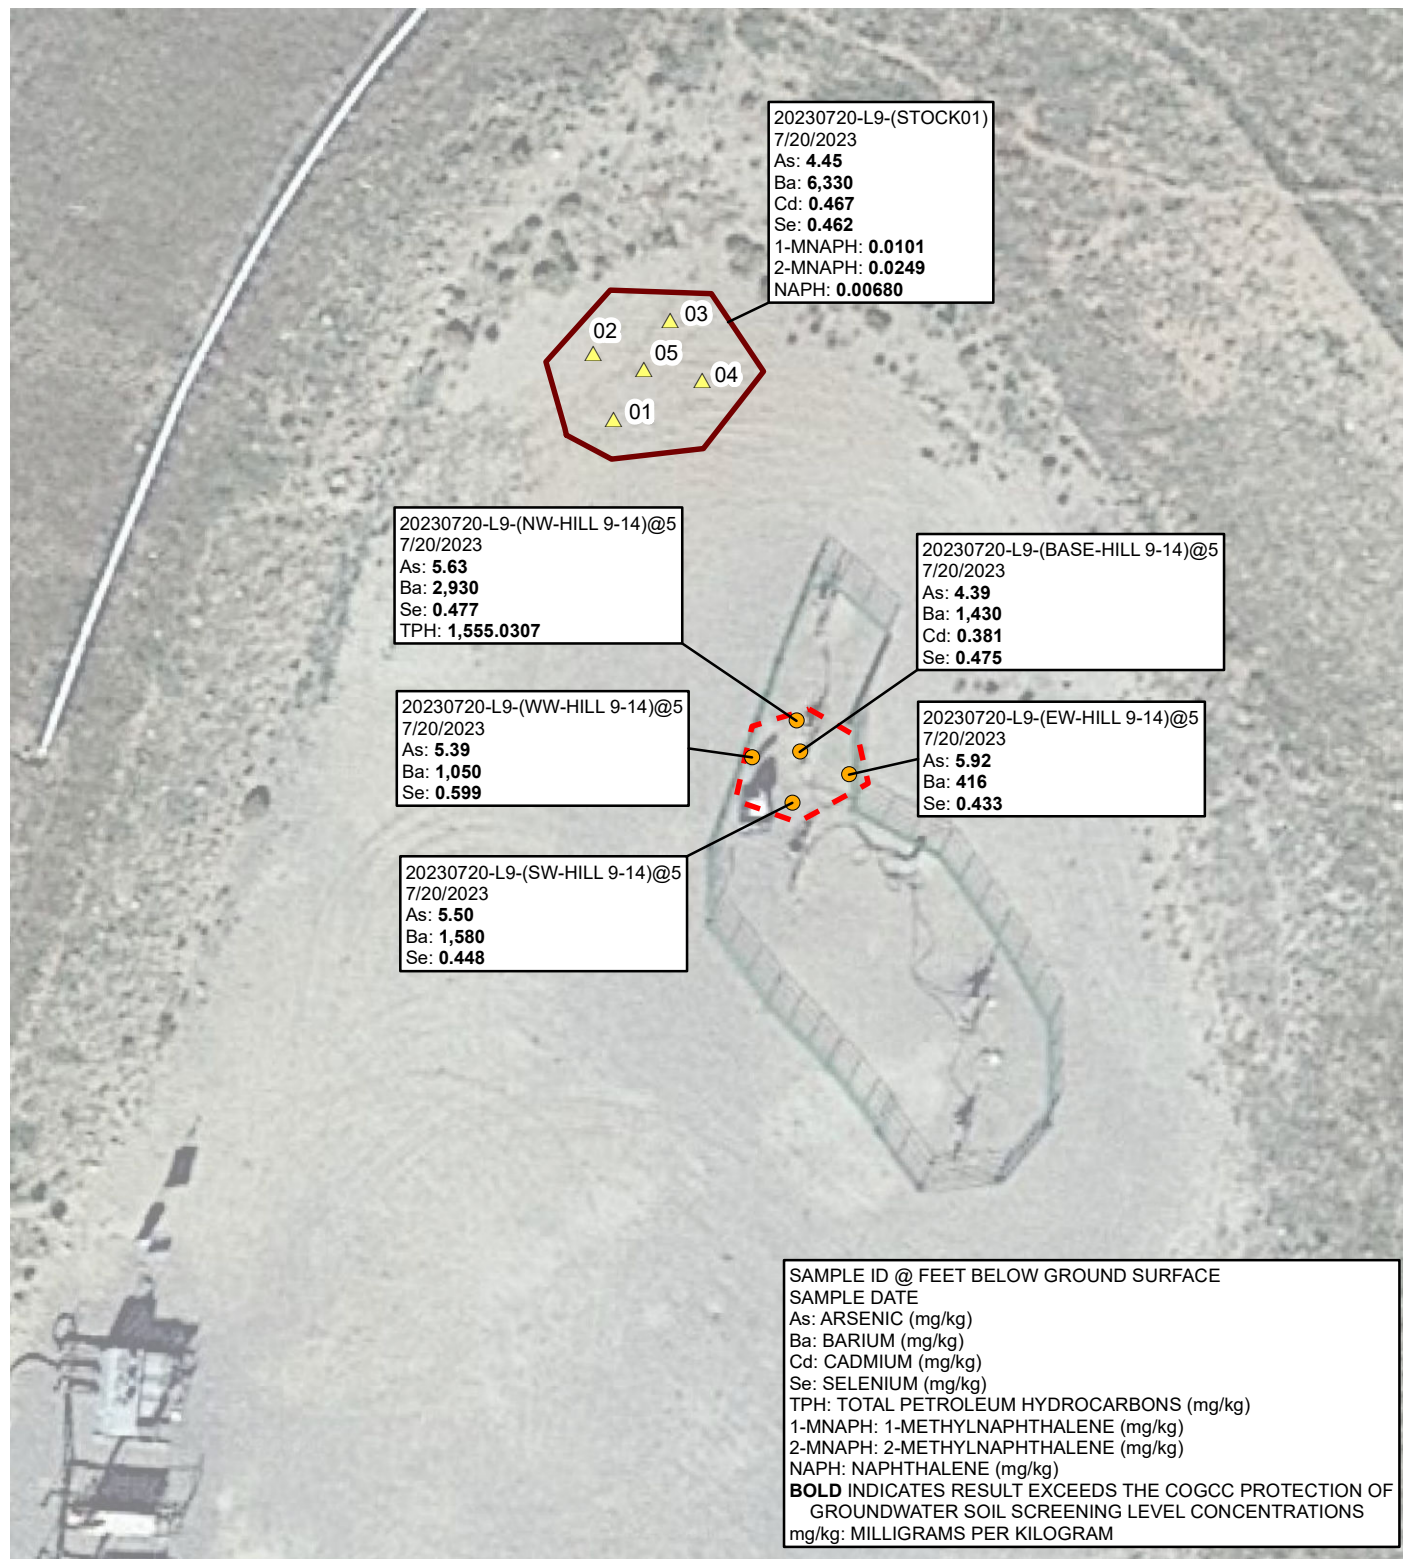 20230720-L9-(STOCK01)
7/20/2023
As: 4.45
Ba: 6,330
Cd: 0.467
Se: 0.462
1-MNAPH: 0.0101
2-MNAPH: 0.0249
NAPH: 0.00680
03
02
05
04
01
20230720-L9-(NW-HILL 9-14)@5
7/20/2023
As: 5.63
Ba: 2,930
Se: 0.477
TPH: 1,555.0307
20230720-L9-(BASE-HILL 9-14)@5
7/20/2023
As: 4.39
Ba: 1,430
Cd: 0.381
Se: 0.475
20230720-L9-(WW-HILL 9-14)@5
7/20/2023
As: 5.39
Ba: 1,050
Se: 0.599
20230720-L9-(EW-HILL 9-14)@5
7/20/2023
As: 5.92
Ba: 416
Se: 0.433
20230720-L9-(SW-HILL 9-14)@5
7/20/2023
As: 5.50
Ba: 1,580
Se: 0.448
SAMPLE ID @ FEET BELOW GROUND SURFACE
SAMPLE DATE
As: ARSENIC (mg/kg)
Ba: BARIUM (mg/kg)
Cd: CADMIUM (mg/kg)
Se: SELENIUM (mg/kg)
TPH: TOTAL PETROLEUM HYDROCARBONS (mg/kg)
1-MNAPH: 1-METHYLNAPHTHALENE (mg/kg)
2-MNAPH: 2-METHYLNAPHTHALENE (mg/kg)
NAPH: NAPHTHALENE (mg/kg)
BOLD INDICATES RESULT EXCEEDS THE COGCC PROTECTION OF
GROUNDWATER SOIL SCREENING LEVEL CONCENTRATIONS
mg/kg: MILLIGRAMS PER KILOGRAM